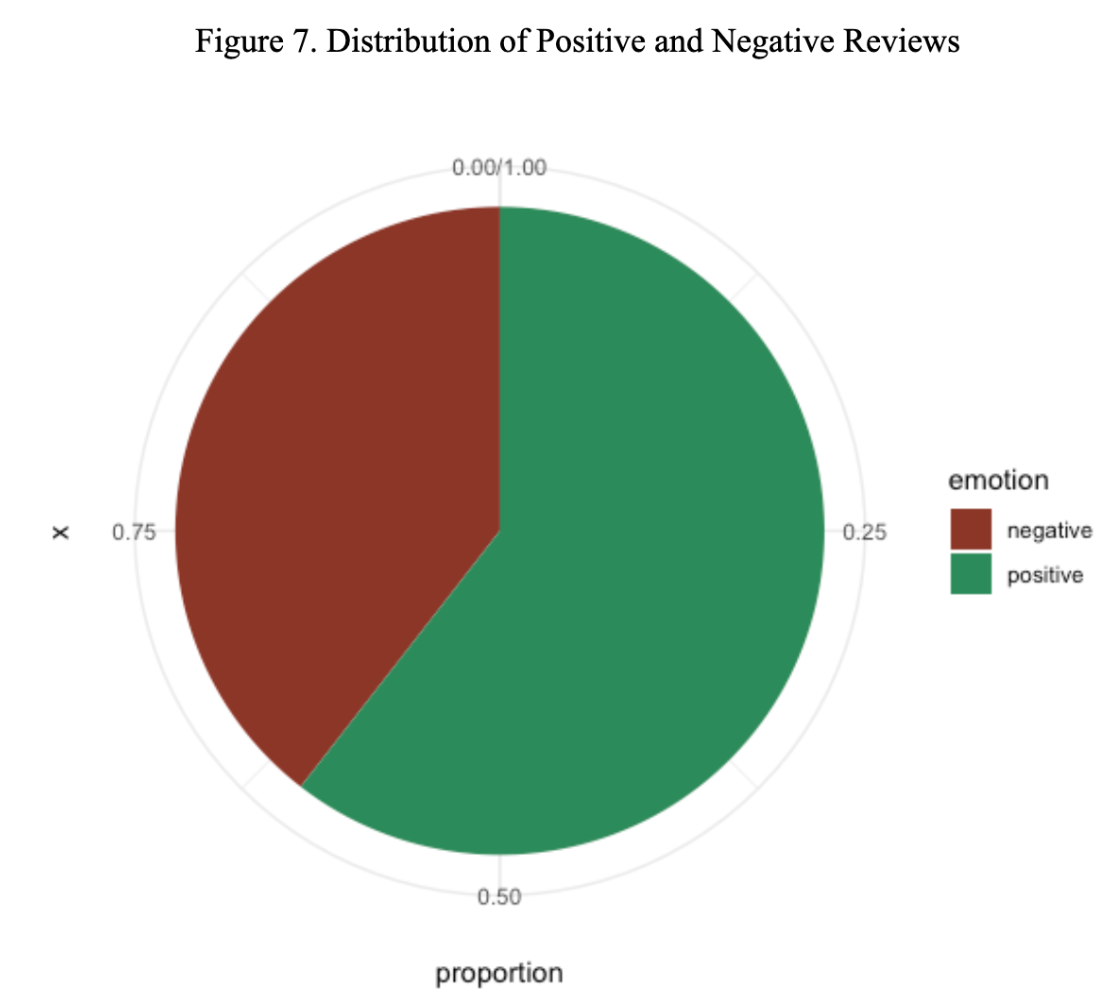 Figure 7. Distribution of Positive and Negative Reviews
0.00/1.00
x
0.75
0.25
emotion
negative
positive
0.50
proportion